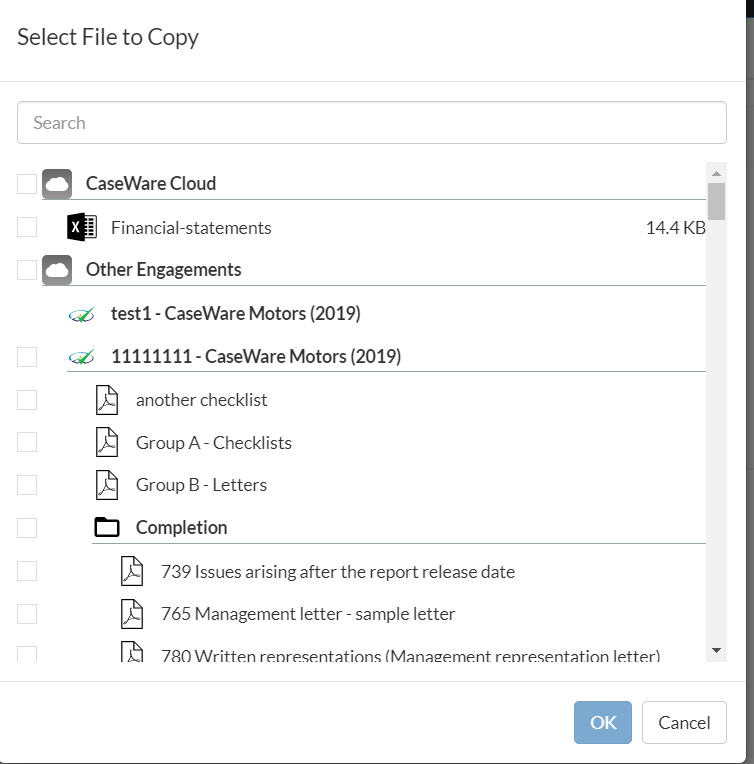 Select File to Copy
Search
CaseWare Cloud
Financial-statements 14.4 KB
Other Engagements
test1 - CaseWare Motors (2019)
11111111 - CaseWare Motors (2019)
another checklist
Group A - Checklists
Group B - Letters
Completion
739 Issues arising after the report release date
765 Management letter - sample letter
780 Written representations (Management representation letter)
OK Cancel